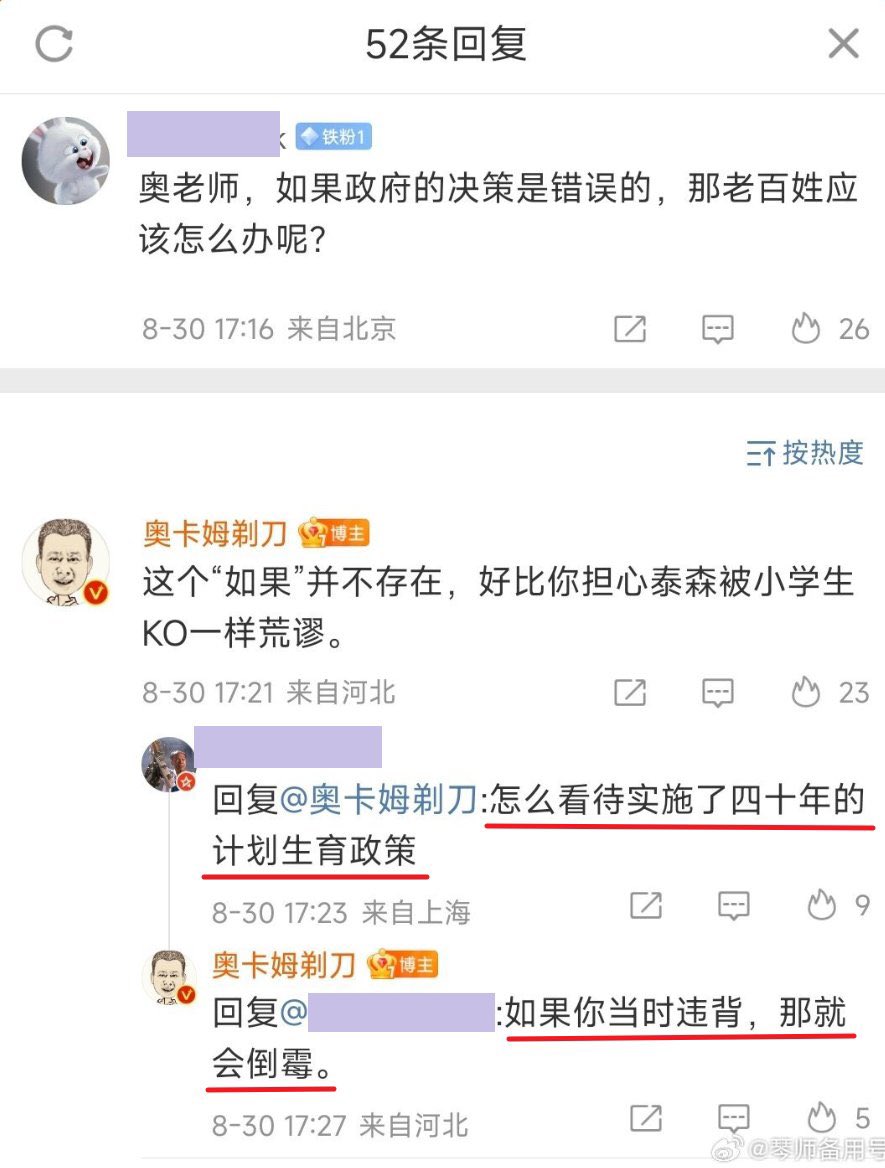 52条回复
铁粉1
奥老师，如果政府的决策是错误的，那老百姓应
该怎么办呢？
8-30 17:16 来自北京
26
按热度
奥卡姆剃刀 博主
这个“如果”并不存在，好比你担心泰森被小学生
KO一样荒谬。
8-30 17:21 来自河北
23
回复@奥卡姆剃刀:怎么看待实施了四十年的
计划生育政策
8-30 17:23 来自上海
9
奥卡姆剃刀 博主
回复@:如果你当时违背，那就
会倒霉。
8-30 17:27 来自河北
5
@琴师备用号